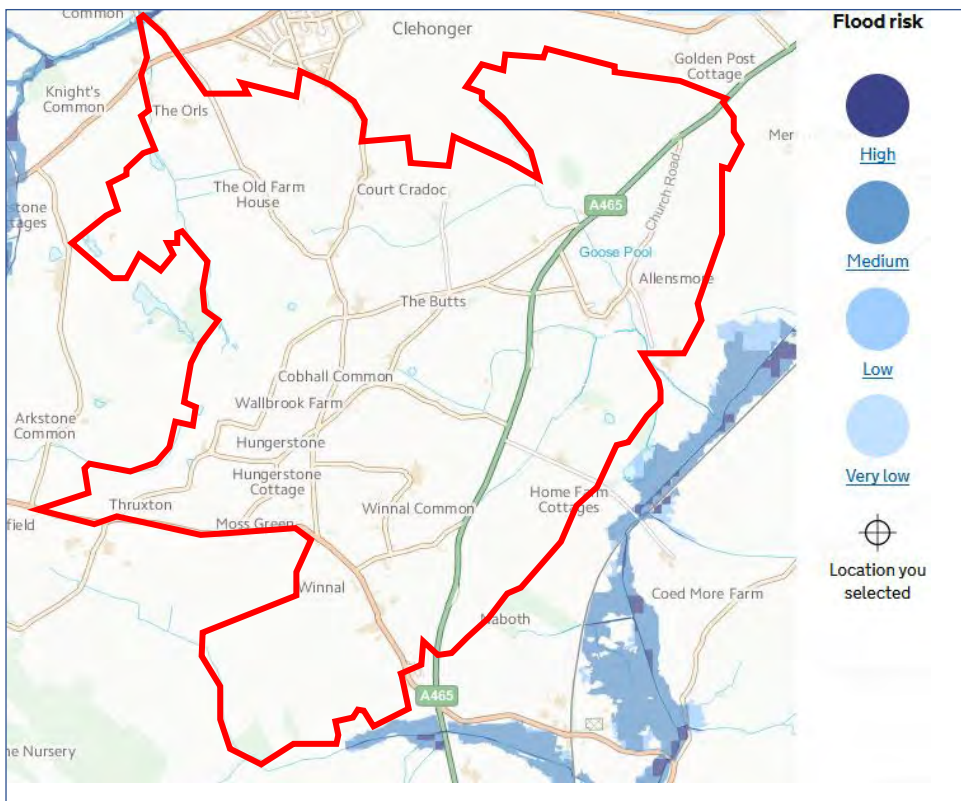 Common
Clehonger
Golden Post
Cottage
Knight's
Common
The Orls
Mer
The Old Farm
House
Court Cradoc
Church Road
A465
stone
tages
Goose Pool
Allensmore
The Butts
Cobhall Common
Wallbrook Farm
Arkstone
Common
Hungerstone
Hungerstone
Cottage
Thruxton
Winnal Common
Home Farm
Cottages
field
Moss Green
Winnal
Coed More Farm
Naboth
A465
ne Nursery
Flood risk
High
Medium
Low
Very low
Location you
selected